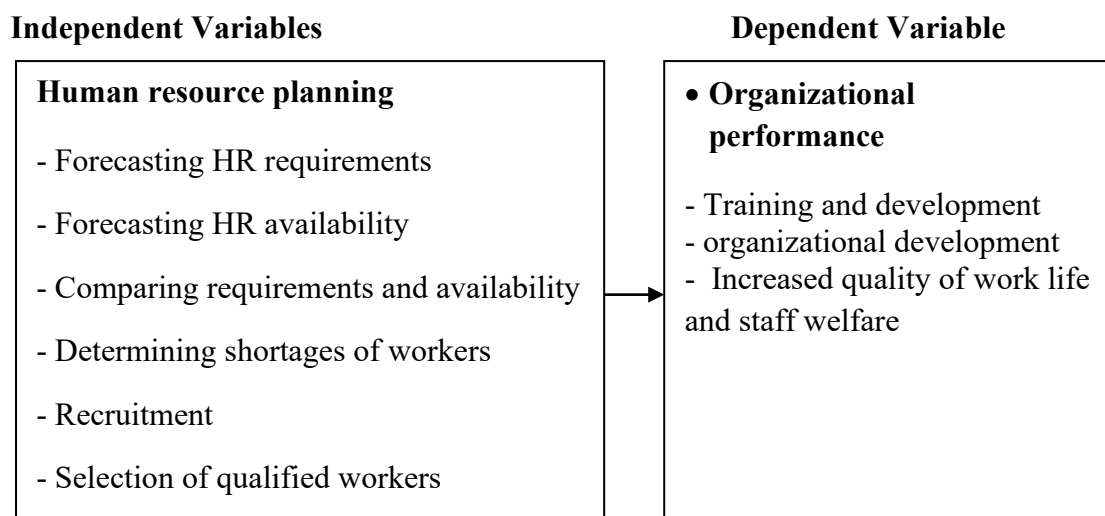 Independent Variables
Dependent Variable
Human resource planning
- Forecasting HR requirements
- Forecasting HR availability
- Comparing requirements and availability
- Determining shortages of workers
- Recruitment
- Selection of qualified workers
• Organizational
performance
- Training and development
- organizational development
- Increased quality of work life
and staff welfare